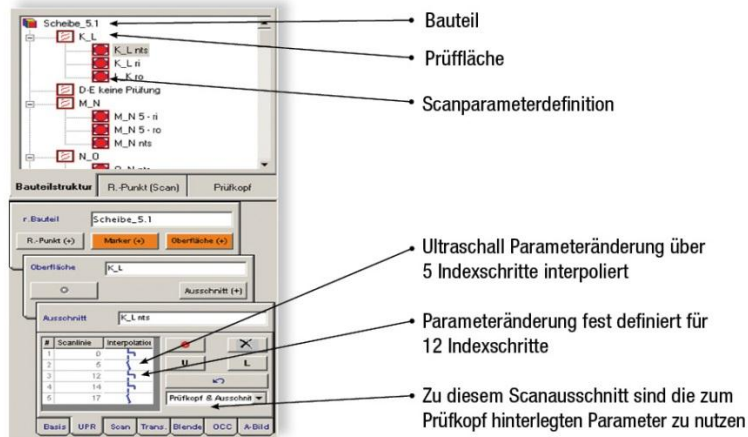 Scheibe_5.1
K_L
K_L nts
K_L ri
L_K ro
D-E keine Prüfung
M_N
M_N 5 - ri
M_N 5 - ro
M_N nts
N_O
Bauteilstruktur R.-Punkt (Scan) Prüfkopf
r.Bauteil Scheibe_5.1
R.-Punkt (+) Marker (+) Oberfläche (+)
Oberfläche K_L
O Ausschnitt (+)
Ausschnitt K_L nts
# Scanlinie Interpolation
1 0
2 5
3 12
4 14
5 17
U L
Prüfkopf & Ausschnit
Basis UPR Scan Trans. Blende OCC A-Bild
Bauteil
Prüffläche
Scanparameterdefinition
Ultraschall Parameteränderung über
5 Indexschritte interpoliert
Parameteränderung fest definiert für
12 Indexschritte
Zu diesem Scanausschnitt sind die zum
Prüfkopf hinterlegten Parameter zu nutzen